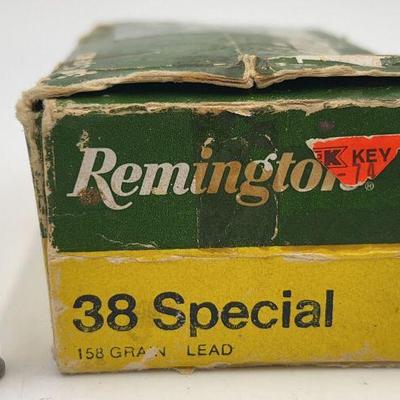 Remington®
K KEY
38 Special
158 GRAIN LEAD